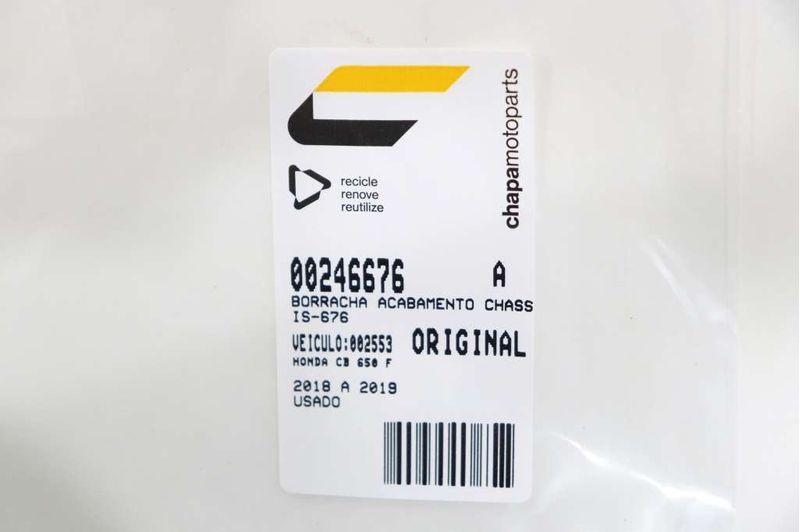 chapamotoparts
recicle
renove
reutilize
00246676 A
BORRACHA ACABAMENTO CHASS
IS-676
VEICULO:002553 ORIGINAL
HONDA CB 650 F
2018 A 2019
USADO